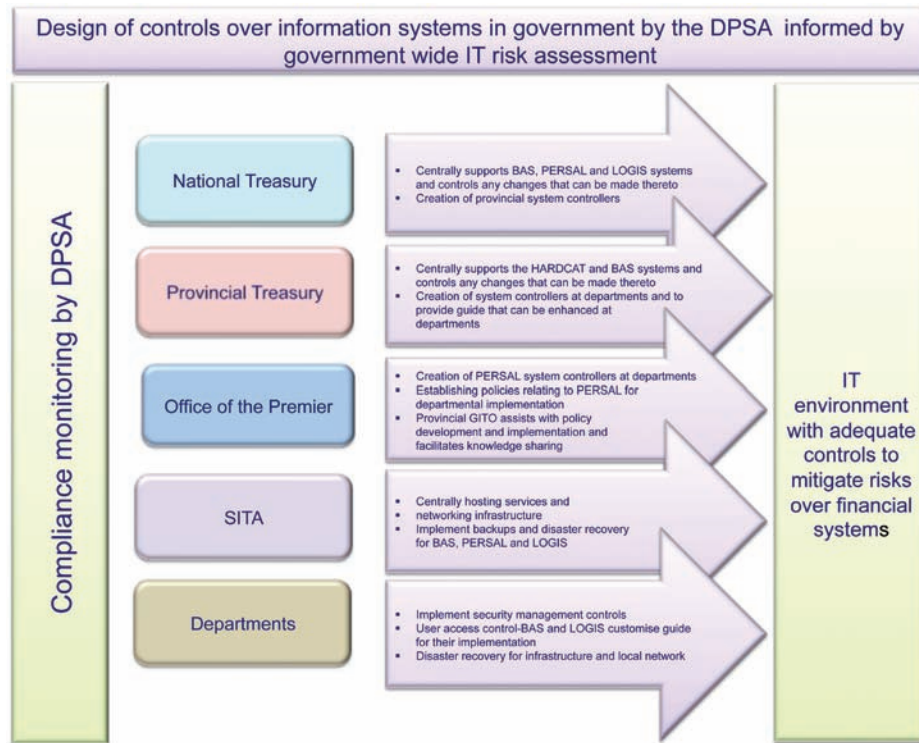 Design of controls over information systems in government by the DPSA informed by
government wide IT risk assessment
Compliance monitoring by DPSA
National Treasury
▪ Centrally supports BAS, PERSAL and LOGIS systems
and controls any changes that can be made thereto
▪ Creation of provincial system controllers
Provincial Treasury
▪ Centrally supports the HARDCAT and BAS systems and
controls any changes that can be made thereto
▪ Creation of system controllers at departments and to
provide guide that can be enhanced at
departments
Office of the Premier
▪ Creation of PERSAL system controllers at departments
▪ Establishing policies relating to PERSAL for
departmental implementation
▪ Provincial GITO assists with policy
development and implementation and
facilitates knowledge sharing
SITA
▪ Centrally hosting services and
▪ networking infrastructure
▪ Implement backups and disaster recovery
for BAS, PERSAL and LOGIS
Departments
▪ Implement security management controls
▪ User access control-BAS and LOGIS customise guide
for their implementation
▪ Disaster recovery for infrastructure and local network
IT
environment
with adequate
controls to
mitigate risks
over financial
systems